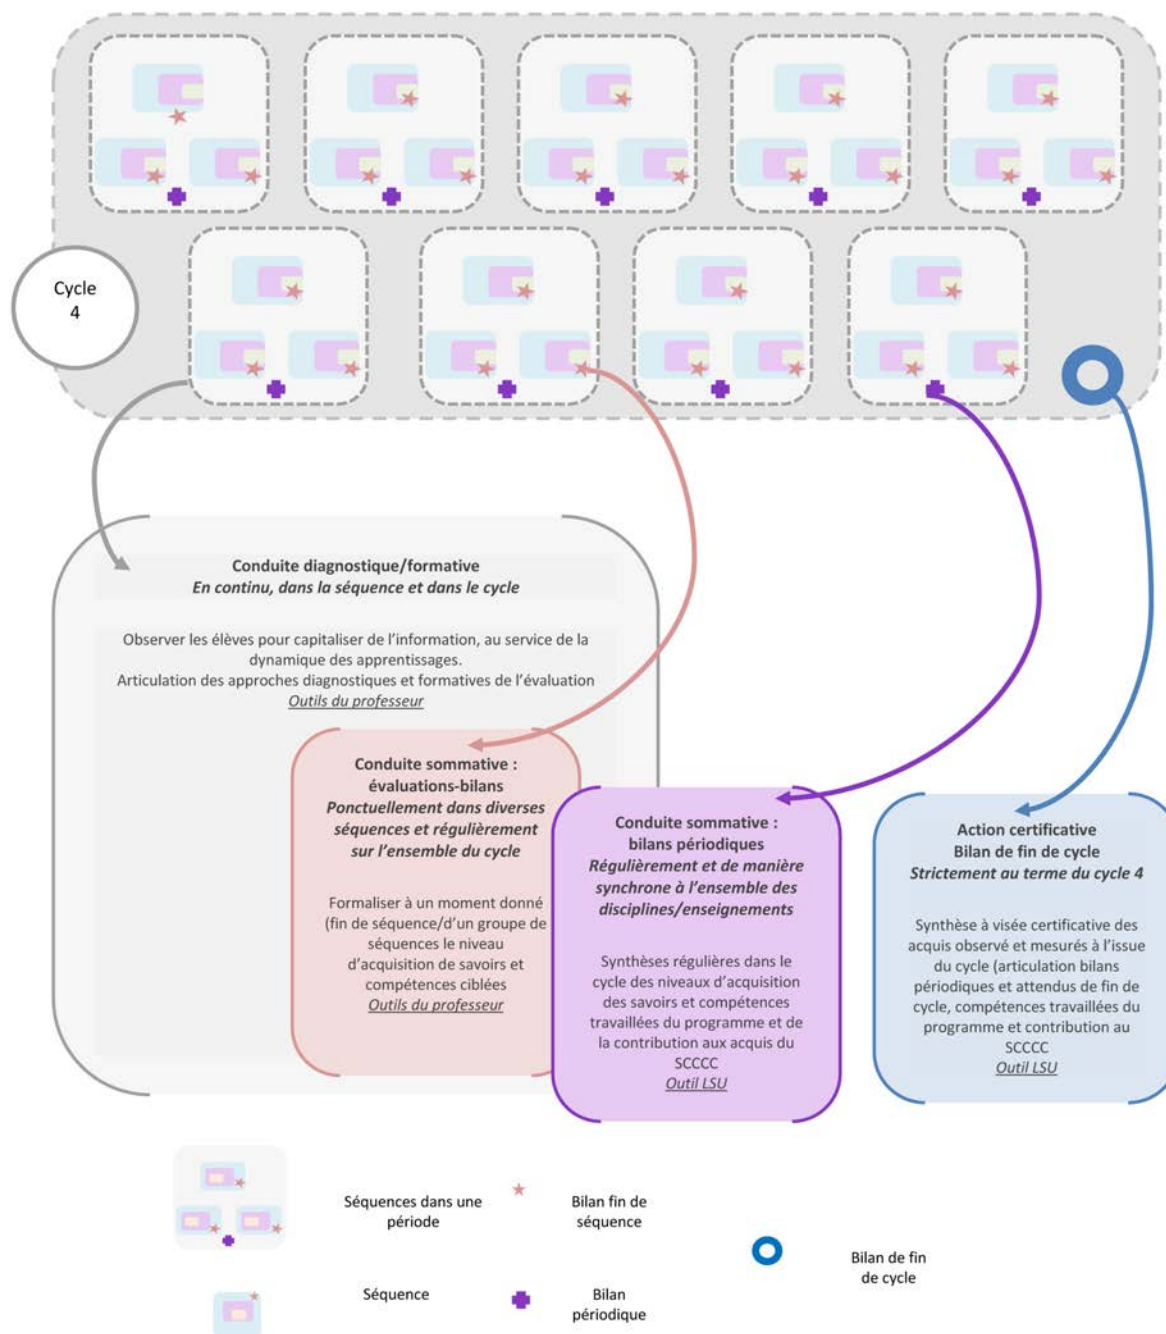 Cycle
4
Conduite diagnostique/formative
En continu, dans la séquence et dans le cycle
Observer les élèves pour capitaliser de l'information, au service de la
dynamique des apprentissages.
Articulation des approches diagnostiques et formatives de l'évaluation
Outils du professeur
Conduite sommative :
évaluations-bilans
Ponctuellement dans diverses
séquences et régulièrement
sur l'ensemble du cycle
Formaliser à un moment donné
(fin de séquence/d'un groupe de
séquences le niveau
d'acquisition de savoirs et
compétences ciblées
Outils du professeur
Conduite sommative :
bilans périodiques
Régulièrement et de manière
synchrone à l'ensemble des
disciplines/enseignements
Synthèses régulières dans le
cycle des niveaux d'acquisition
des savoirs et compétences
travaillées du programme et de
la contribution aux acquis du
SCCCC
Outil LSU
Action certificative
Bilan de fin de cycle
Strictement au terme du cycle 4
Synthèse à visée certificative des
acquis observé et mesurés à l'issue
du cycle (articulation bilans
périodiques et attendus de fin de
cycle, compétences travaillées du
programme et contribution au
SCCCC
Outil LSU
Séquences dans une
période
Bilan fin de
séquence
Bilan de fin
de cycle
Séquence
Bilan
périodique